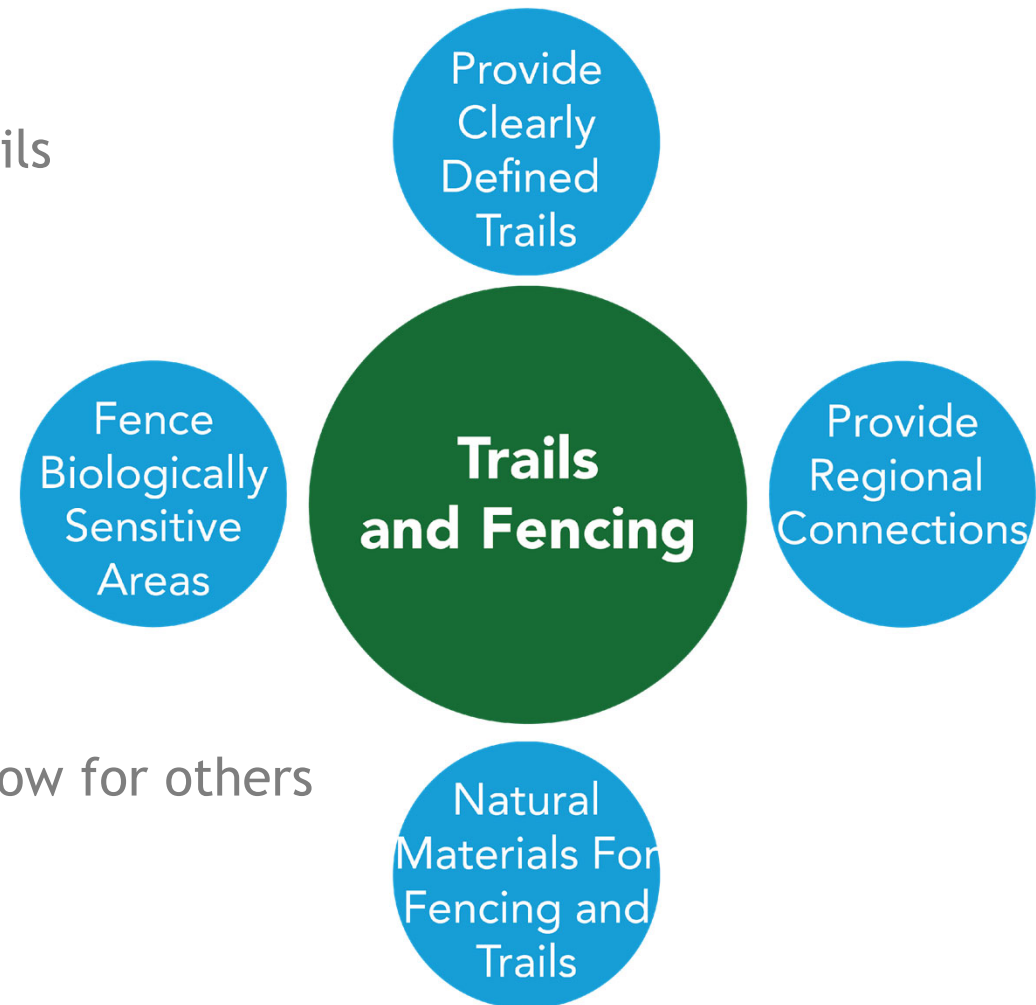 Provide
Clearly
Defined
Trails
ils
Fence
Biologically
Sensitive
Areas
Trails
and Fencing
Provide
Regional
Connections
ow for others
Natural
Materials For
Fencing and
Trails